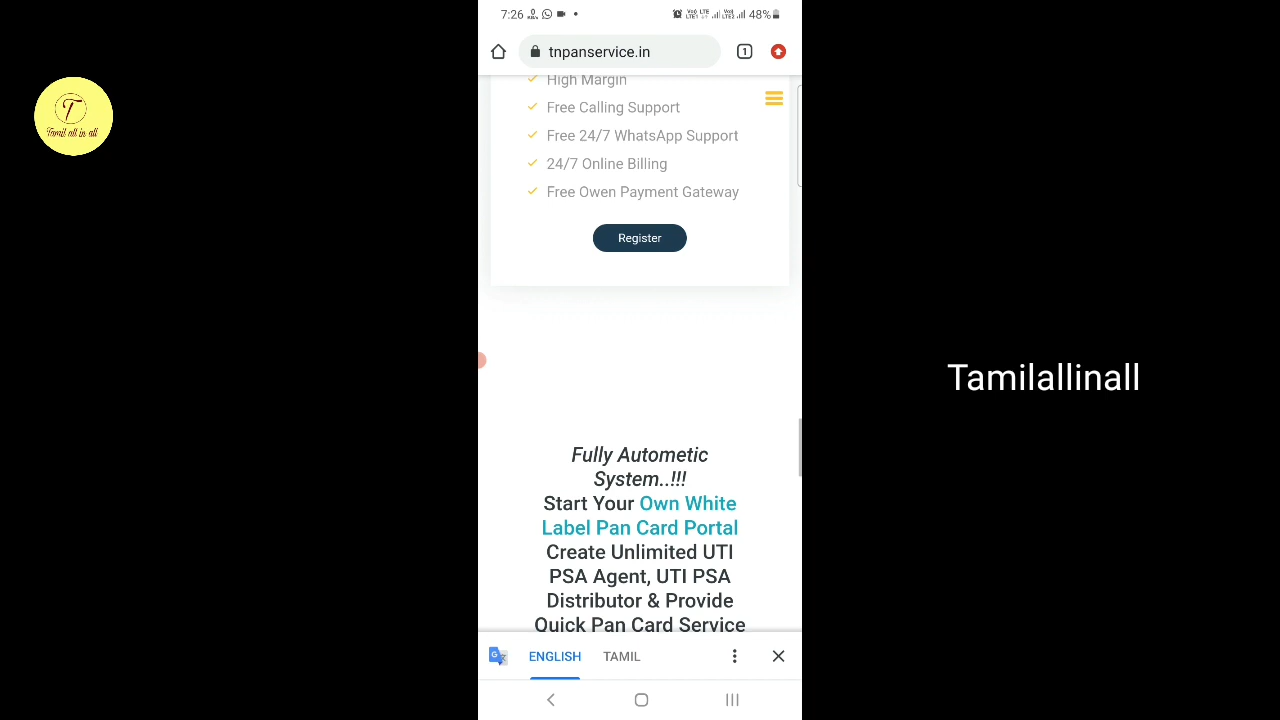 7:26
48%
tnpanservice.in
1
High Margin
Free Calling Support
Free 24/7 WhatsApp Support
24/7 Online Billing
Free Owen Payment Gateway
Register
T
Tamil all in all
Tamilallinall
Fully Autometic
System..!!!
Start Your Own White
Label Pan Card Portal
Create Unlimited UTI
PSA Agent, UTI PSA
Distributor & Provide
Quick Pan Card Service
ENGLISH TAMIL